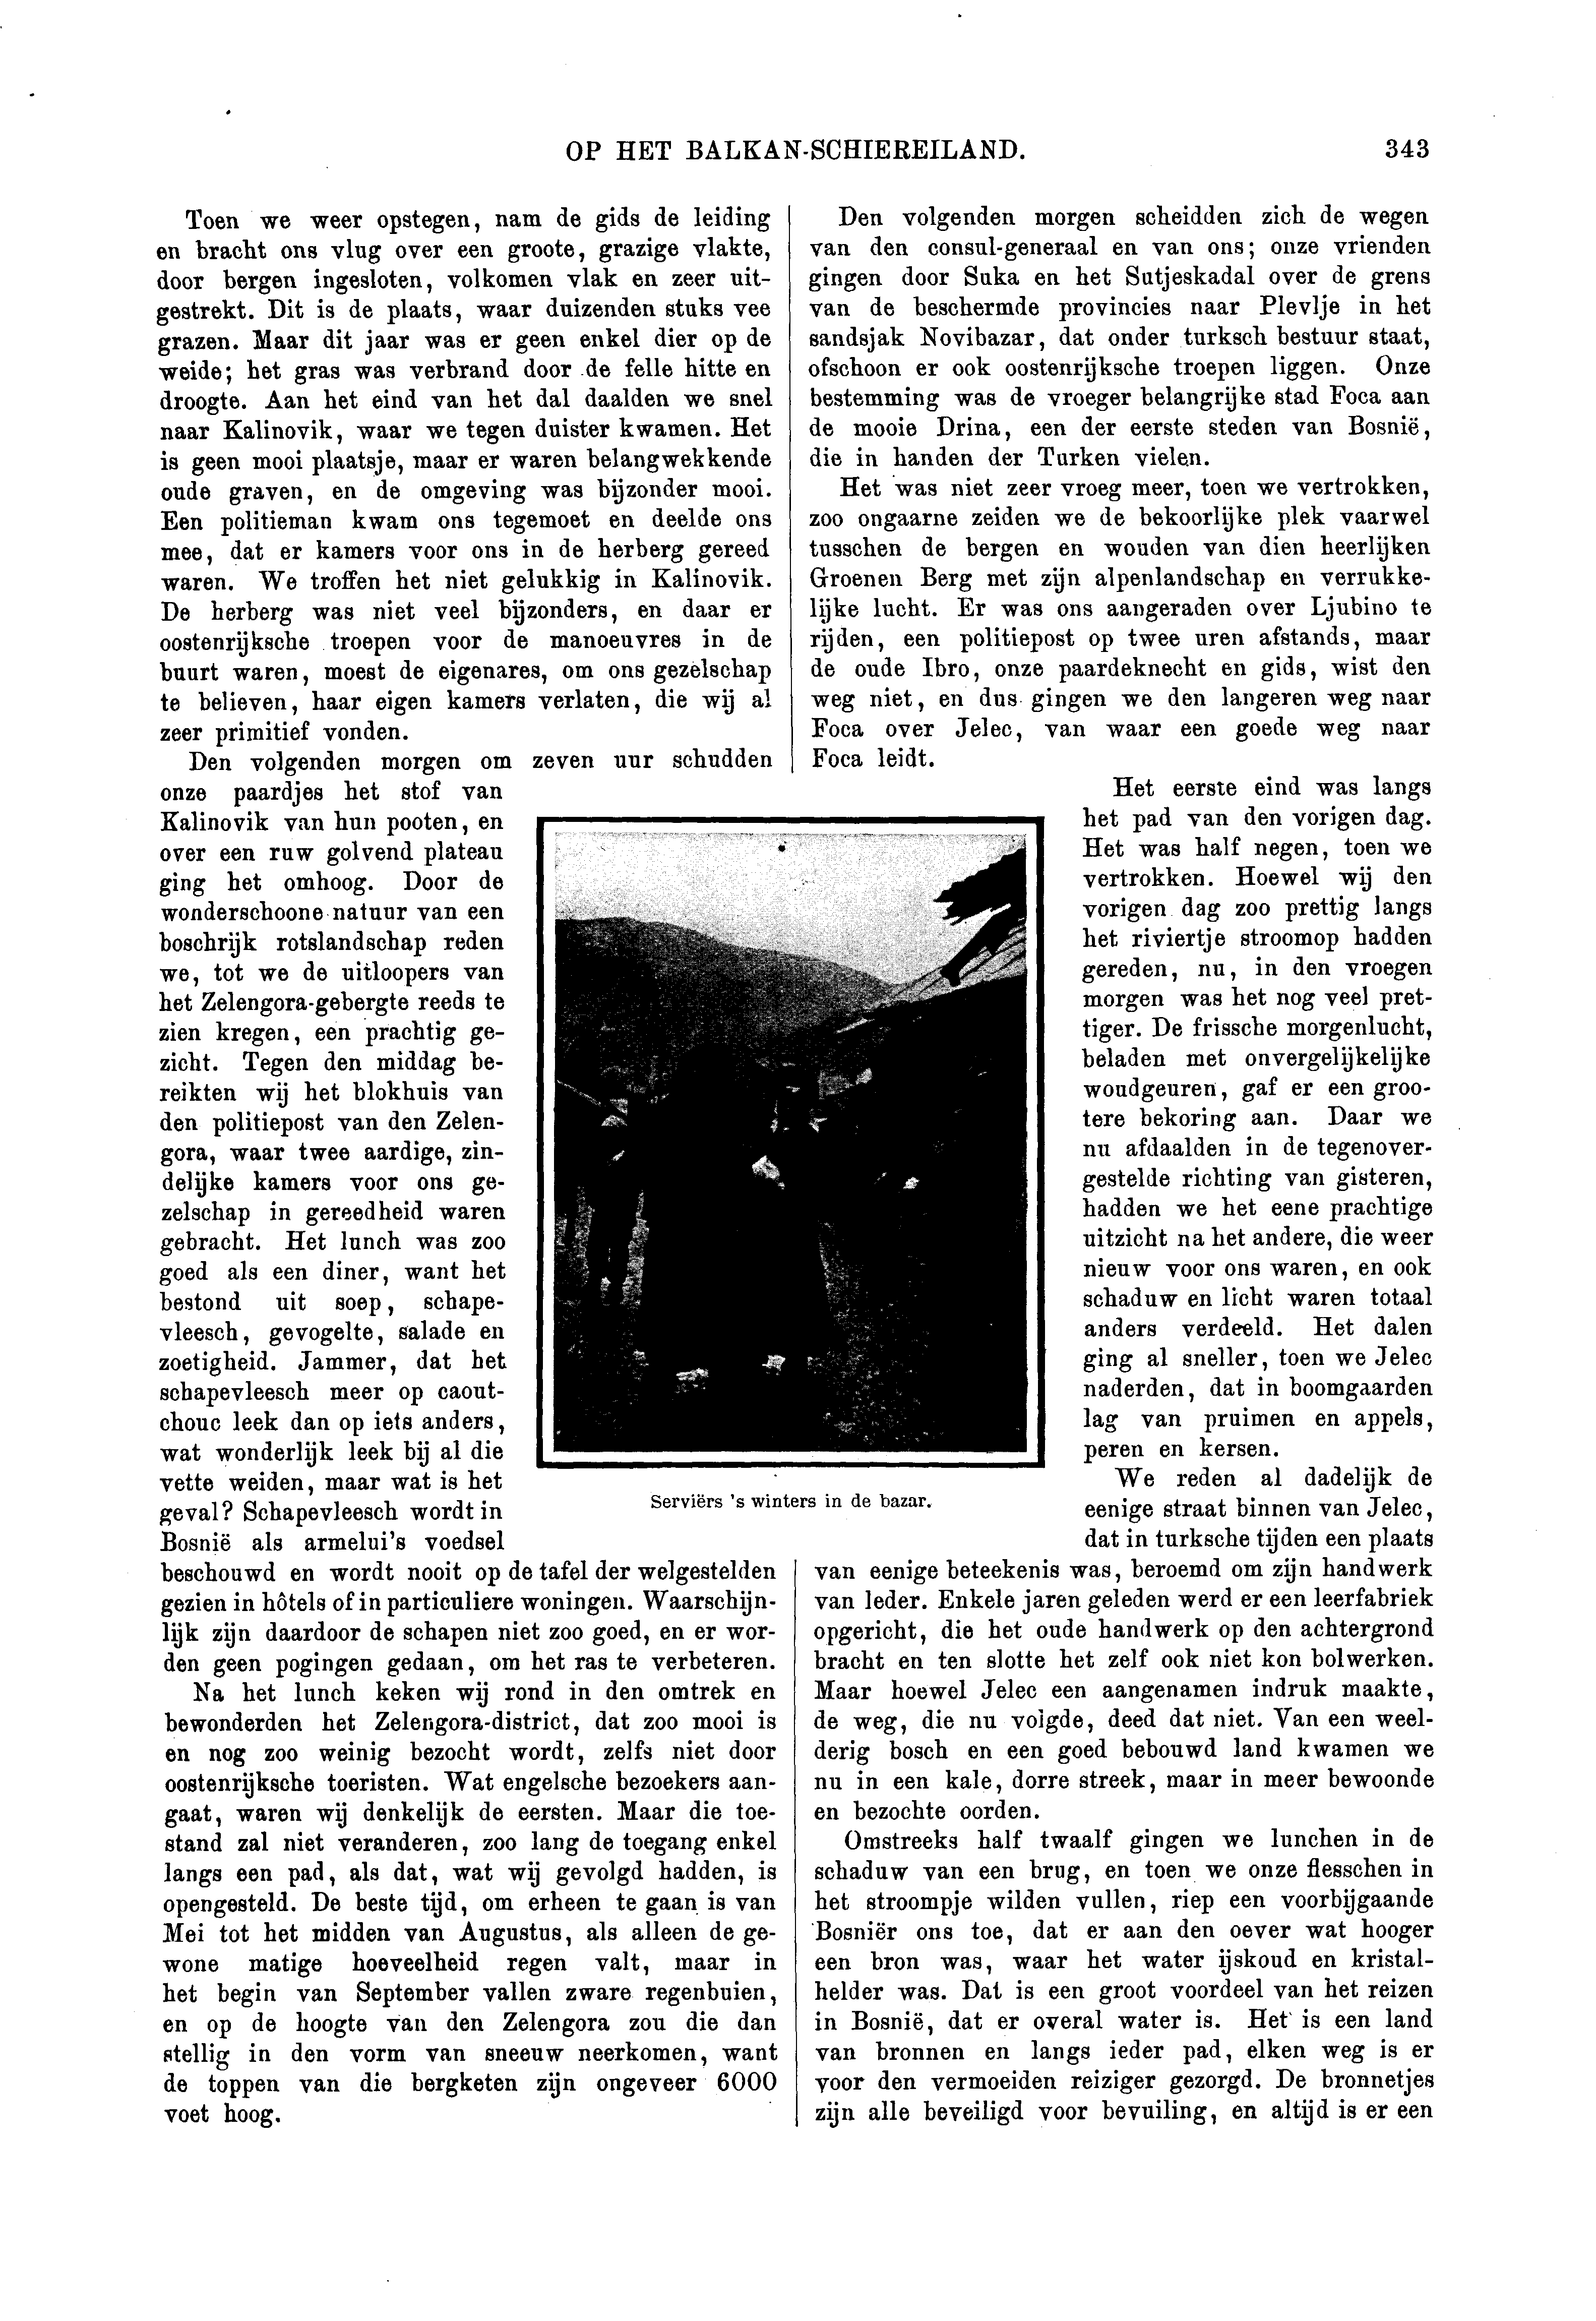 OP HET BALKAN-SCHIEREILAND.
343
Toen we weer opstegen, nam de gids de leiding
en bracht ons vlug over een groote, grazige vlakte,
door bergen ingesloten, volkomen vlak en zeer uit-
gestrekt. Dit is de plaats, waar duizenden stuks vee
grazen. Maar dit jaar was er geen enkel dier op de
weide; het gras was verbrand door de felle hitte en
droogte. Aan het eind van het dal daalden we snel
naar Kalinovik, waar we tegen duister kwamen. Het
is geen mooi plaatsje, maar er waren belangwekkende
oude graven, en de omgeving was bijzonder mooi.
Een politieman kwam ons tegemoet en deelde ons
mee, dat er kamers voor ons in de herberg gereed
waren. We troffen het niet gelukkig in Kalinovik.
De herberg was niet veel bijzonders, en daar er
oostenrijksche troepen voor de manoeuvres in de
buurt waren, moest de eigenares, om ons gezelschap
te believen, haar eigen kamers verlaten, die wij al
zeer primitief vonden.
Den volgenden morgen om zeven uur schudden
onze paardjes het stof van
Kalinovik van hun pooten, en
over een ruw golvend plateau
ging het omhoog. Door de
wonderschoone natuur van een
boschrijk rotslandschap reden
we, tot we de uitloopers van
het Zelengora-gebergte reeds te
zien kregen, een prachtig ge-
zicht. Tegen den middag be-
reikten wij het blokhuis van
den politiepost van den Zelen-
gora, waar twee aardige, zin-
delijke kamers voor ons ge-
zelschap in gereedheid waren
gebracht. Het lunch was zoo
goed als een diner, want het
bestond uit soep, schape-
vleesch, gevogelte, salade en
zoetigheid. Jammer, dat het
schapevleesch meer op caout-
chouc leek dan op iets anders,
wat wonderlijk leek bij al die
vette weiden, maar wat is het
geval? Schapevleesch wordt in
Bosnië als armelui's voedsel
beschouwd en wordt nooit op de tafel der welgestelden
gezien in hôtels of in particuliere woningen. Waarschijn-
lijk zijn daardoor de schapen niet zoo goed, en er wor-
den geen pogingen gedaan, om het ras te verbeteren.
Na het lunch keken wij rond in den omtrek en
bewonderden het Zelengora-district, dat zoo mooi is
en nog zoo weinig bezocht wordt, zelfs niet door
oostenrijksche toeristen. Wat engelsche bezoekers aan-
gaat, waren wij denkelijk de eersten. Maar die toe-
stand zal niet veranderen, zoo lang de toegang enkel
langs een pad, als dat, wat wij gevolgd hadden, is
opengesteld. De beste tijd, om erheen te gaan is van
Mei tot het midden van Augustus, als alleen de ge-
wone matige hoeveelheid regen valt, maar in
het begin van September vallen zware regenbuien,
en op de hoogte van den Zelengora zou die dan
stellig in den vorm van sneeuw neerkomen, want
de toppen van die bergketen zijn ongeveer 6000
voet hoog.
Serviërs 's winters in de bazar.
Den volgenden morgen scheidden zich de wegen
van den consul-generaal en van ons; onze vrienden
gingen door Suka en het Sutjeskadal over de grens
van de beschermde provincies naar Plevlje in het
sandsjak Novibazar, dat onder turksch bestuur staat,
ofschoon er ook oostenrijksche troepen liggen. Onze
bestemming was de vroeger belangrijke stad Foca aan
de mooie Drina, een der eerste steden van Bosnië,
die in handen der Turken vielen.
Het was niet zeer vroeg meer, toen we vertrokken,
zoo ongaarne zeiden we de bekoorlijke plek vaarwel
tusschen de bergen en wouden van dien heerlijken
Groenen Berg met zijn alpenlandschap en verrukke-
lijke lucht. Er was ons aangeraden over Ljubino te
rijden, een politiepost op twee uren afstands, maar
de oude Ibro, onze paardeknecht en gids, wist den
weg niet, en dus gingen we den langeren weg naar
Foca over Jelec, van waar een goede weg naar
Foca leidt.
Het eerste eind was langs
het pad van den vorigen dag.
Het was half negen, toen we
vertrokken. Hoewel wij den
vorigen dag zoo prettig langs
het riviertje stroomop hadden
gereden, nu, in den vroegen
morgen was het nog veel pret-
tiger. De frissche morgenlucht,
beladen met onvergelijkelijke
woudgeuren, gaf er een groo-
tere bekoring aan. Daar we
nu afdaalden in de tegenover-
gestelde richting van gisteren,
hadden we het eene prachtige
uitzicht na het andere, die weer
nieuw voor ons waren, en ook
schaduw en licht waren totaal
anders verdeeld. Het dalen
ging al sneller, toen we Jelec
naderden, dat in boomgaarden
lag van pruimen en appels,
peren en kersen.
We reden al dadelijk de
eenige straat binnen van Jelec,
dat in turksche tijden een plaats
van eenige beteekenis was, beroemd om zijn handwerk
van leder. Enkele jaren geleden werd er een leerfabriek
opgericht, die het oude handwerk op den achtergrond
bracht en ten slotte het zelf ook niet kon bolwerken.
Maar hoewel Jelec een aangenamen indruk maakte,
de weg, die nu volgde, deed dat niet. Van een weel-
derig bosch en een goed bebouwd land kwamen we
nu in een kale, dorre streek, maar in meer bewoonde
en bezochte oorden.
Omstreeks half twaalf gingen we lunchen in de
schaduw van een brug, en toen we onze flesschen in
het stroompje wilden vullen, riep een voorbijgaande
Bosniër ons toe, dat er aan den oever wat hooger
een bron was, waar het water ijskoud en kristal-
helder was. Dat is een groot voordeel van het reizen
in Bosnië, dat er overal water is. Het is een land
van bronnen en langs ieder pad, elken weg is er
voor den vermoeiden reiziger gezorgd. De bronnetjes
zijn alle beveiligd voor bevuiling, en altijd is er een